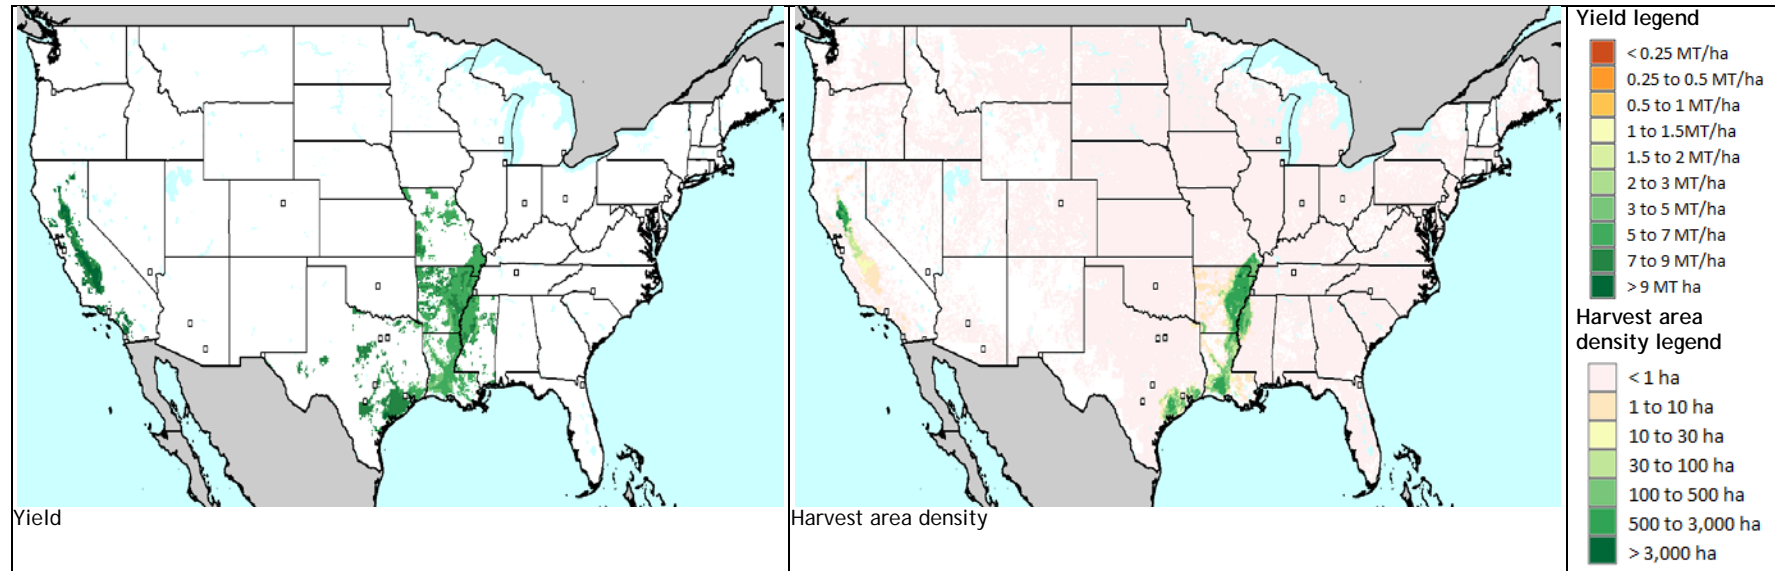 Yield legend
< 0.25 MT/ha
0.25 to 0.5 MT/ha
0.5 to 1 MT/ha
1 to 1.5MT/ha
1.5 to 2 MT/ha
2 to 3 MT/ha
3 to 5 MT/ha
5 to 7 MT/ha
7 to 9 MT/ha
> 9 MT ha
Harvest area
density legend
< 1 ha
1 to 10 ha
10 to 30 ha
30 to 100 ha
100 to 500 ha
500 to 3,000 ha
> 3,000 ha
Yield
Harvest area density